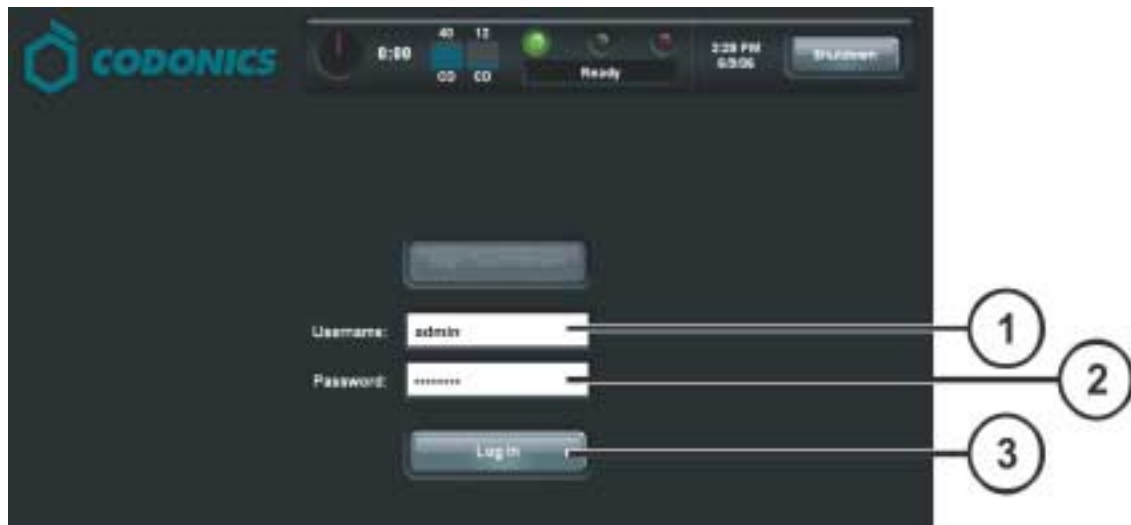 CODONICS
0:00
40 12
CD CD
Ready
2:28 PM
6/9/06
Shutdown
Username: admin
Password: ••••••••
Log In
1
2
3